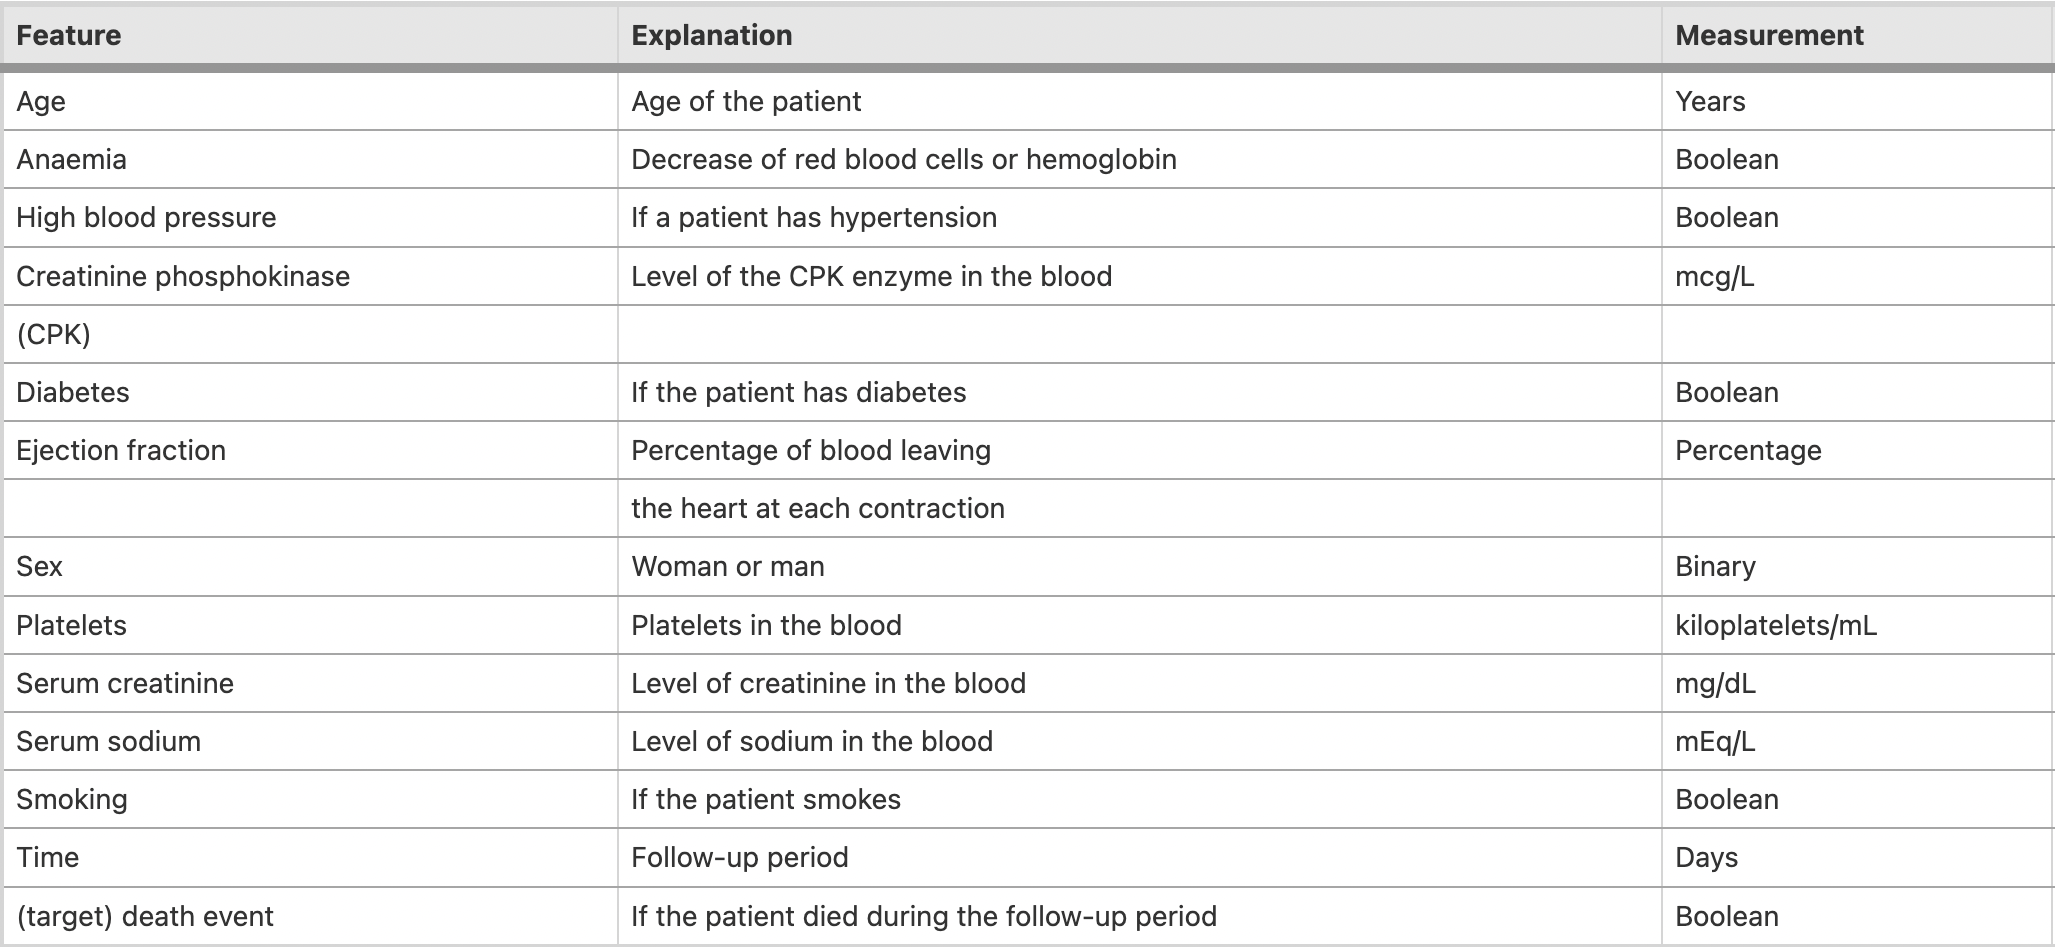 Feature Explanation Measurement
Age Age of the patient Years
Anaemia Decrease of red blood cells or hemoglobin Boolean
High blood pressure If a patient has hypertension Boolean
Creatinine phosphokinase Level of the CPK enzyme in the blood mcg/L
(CPK)
Diabetes If the patient has diabetes Boolean
Ejection fraction Percentage of blood leaving Percentage
the heart at each contraction
Sex Woman or man Binary
Platelets Platelets in the blood kiloplatelets/mL
Serum creatinine Level of creatinine in the blood mg/dL
Serum sodium Level of sodium in the blood mEq/L
Smoking If the patient smokes Boolean
Time Follow-up period Days
(target) death event If the patient died during the follow-up period Boolean